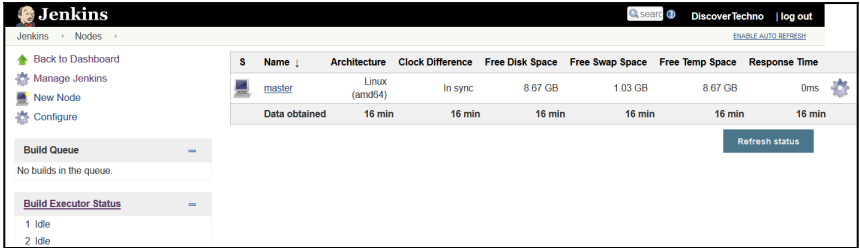 Jenkins
searc DiscoverTechno | log out
Jenkins Nodes
ENABLE AUTO REFRESH
Back to Dashboard
Manage Jenkins
New Node
Configure
Build Queue
No builds in the queue.
Build Executor Status
1 Idle
2 Idle
S Name ↓ Architecture Clock Difference Free Disk Space Free Swap Space Free Temp Space Response Time
master Linux (amd64) In sync 8.67 GB 1.03 GB 8.67 GB 0ms
Data obtained 16 min 16 min 16 min 16 min 16 min 16 min
Refresh status